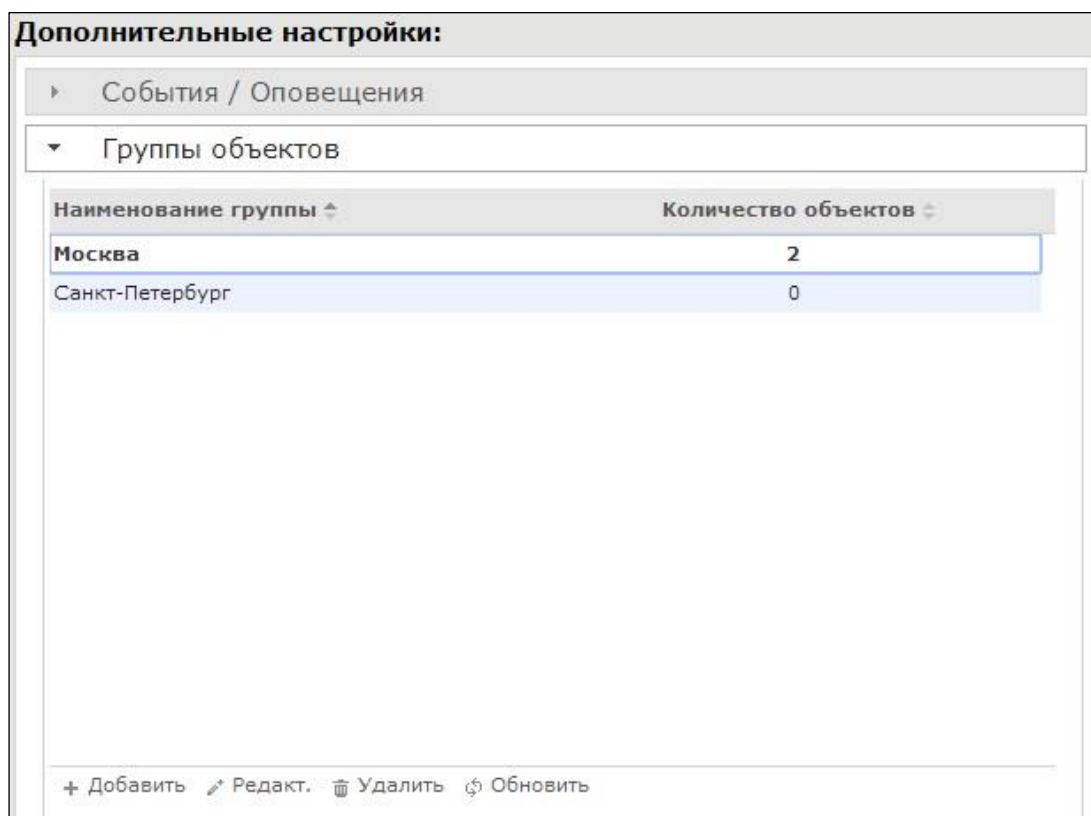 Дополнительные настройки:
События / Оповещения
Группы объектов
Наименование группы Количество объектов
Москва 2
Санкт-Петербург 0
Добавить Редакт. Удалить Обновить